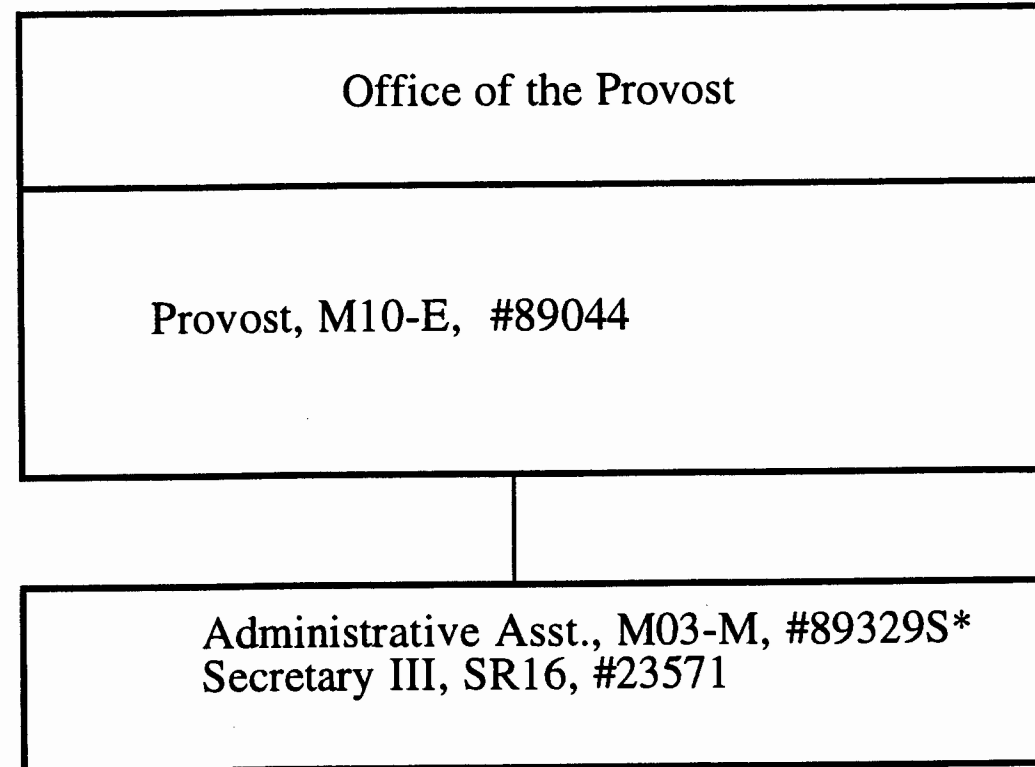 Office of the Provost
Provost, M10-E, #89044
Administrative Asst., M03-M, #89329S*
Secretary III, SR16, #23571